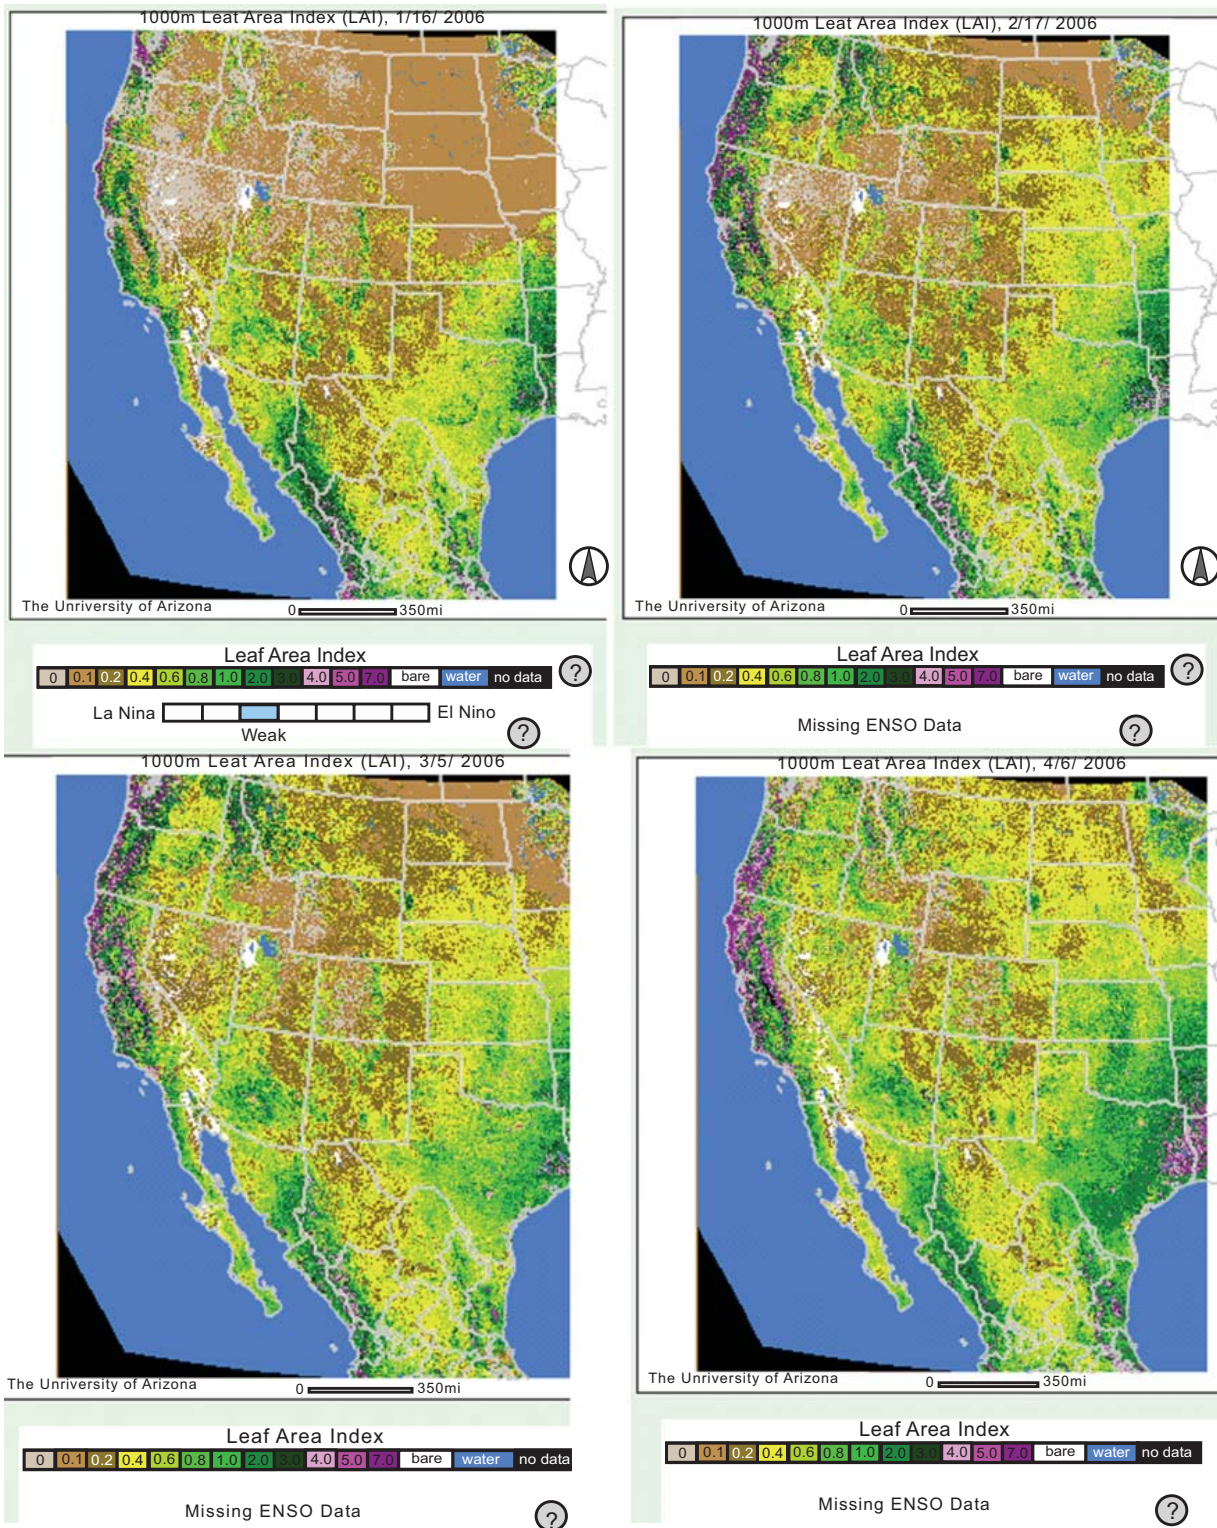 1000m Leat Area Index (LAI), 1/16/ 2006
The Unriversity of Arizona
0 350mi
Leaf Area Index
0 0.1 0.2 0.4 0.6 0.8 1.0 2.0 3.0 4.0 5.0 7.0 bare water no data ?
La Nina El Nino
Weak ?
1000m Leat Area Index (LAI), 2/17/ 2006
The Unriversity of Arizona
0 350mi
Leaf Area Index
0 0.1 0.2 0.4 0.6 0.8 1.0 2.0 3.0 4.0 5.0 7.0 bare water no data ?
Missing ENSO Data ?
1000m Leat Area Index (LAI), 3/5/ 2006
The Unriversity of Arizona
0 350mi
Leaf Area Index
0 0.1 0.2 0.4 0.6 0.8 1.0 2.0 3.0 4.0 5.0 7.0 bare water no data
Missing ENSO Data ?
1000m Leat Area Index (LAI), 4/6/ 2006
The Unriversity of Arizona
0 350mi
Leaf Area Index
0 0.1 0.2 0.4 0.6 0.8 1.0 2.0 3.0 4.0 5.0 7.0 bare water no data
Missing ENSO Data ?